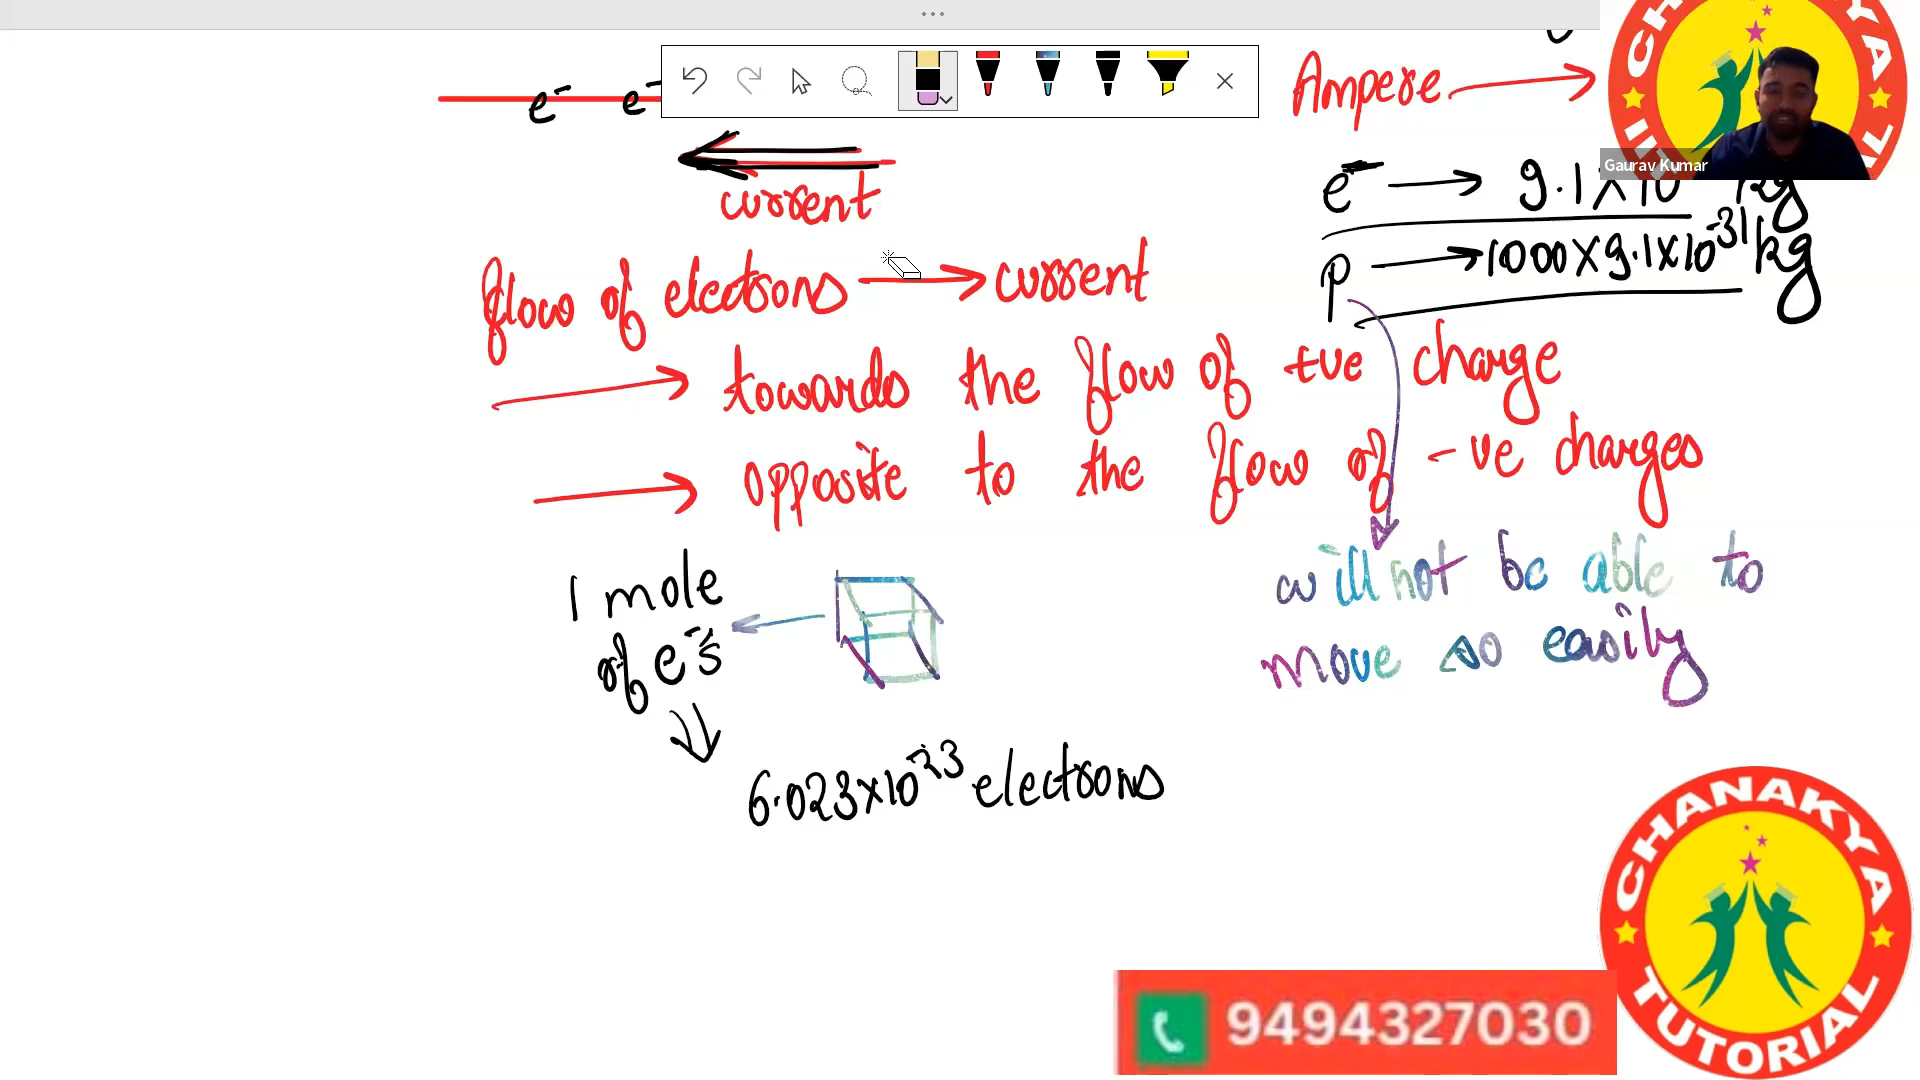 Ampere
e⁻ e⁻
Gaurav Kumar
e⁻ → 9.1×10 kg
current
p → 1000×9.1×10⁻³¹ kg
flow of electrons → current
→ towards the flow of +ve charge
→ opposite to the flow of -ve charges
will not be able to
move so easily
1 mole
of e⁻s
6.023×10²³ electrons
CHANAKYA
TUTORIAL
9494327030